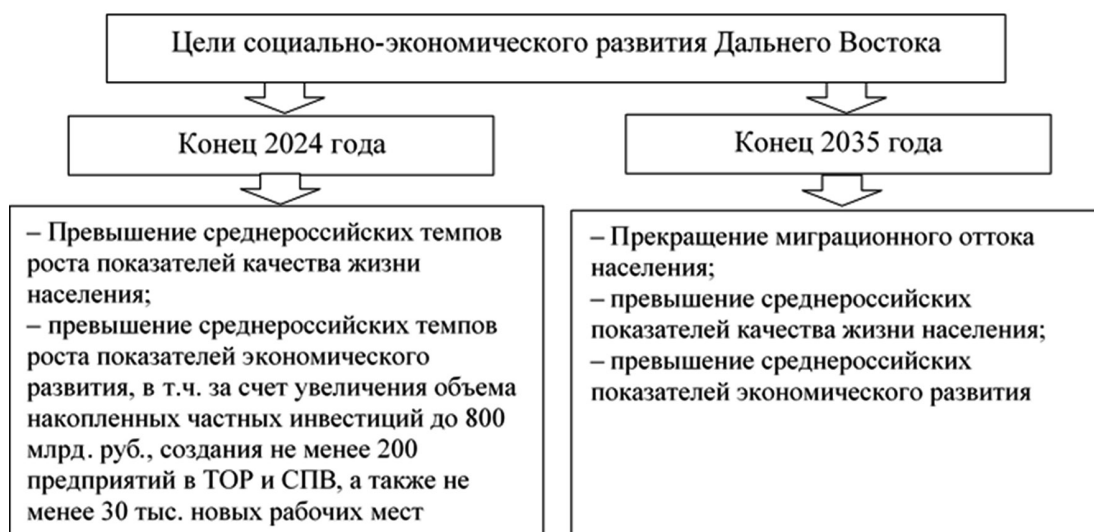 Цели социально-экономического развития Дальнего Востока
Конец 2024 года
Конец 2035 года
– Превышение среднероссийских темпов
роста показателей качества жизни
населения;
– превышение среднероссийских темпов
роста показателей экономического
развития, в т.ч. за счет увеличения объема
накопленных частных инвестиций до 800
млрд. руб., создания не менее 200
предприятий в ТОР и СПВ, а также не
менее 30 тыс. новых рабочих мест
– Прекращение миграционного оттока
населения;
– превышение среднероссийских
показателей качества жизни населения;
– превышение среднероссийских
показателей экономического развития